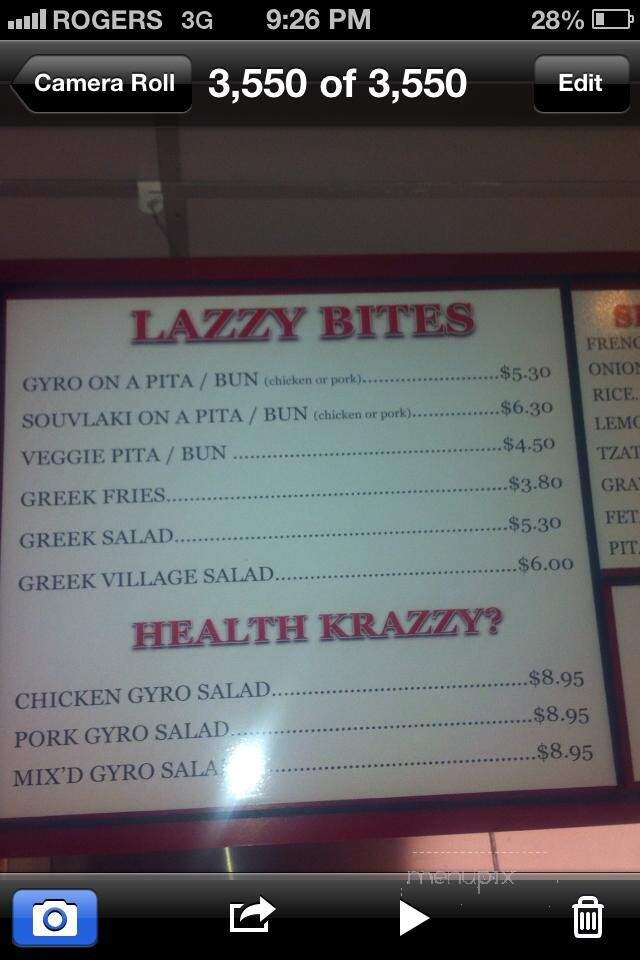 ROGERS 3G 9:26 PM 28%
Camera Roll 3,550 of 3,550 Edit
LAZZY BITES
GYRO ON A PITA / BUN (chicken or pork)..........$5.30
SOUVLAKI ON A PITA / BUN (chicken or pork)..........$6.30
VEGGIE PITA / BUN ..........$4.50
GREEK FRIES..........$3.80
GREEK SALAD..........$5.30
GREEK VILLAGE SALAD..........$6.00
HEALTH KRAZZY?
CHICKEN GYRO SALAD..........$8.95
PORK GYRO SALAD..........$8.95
MIX'D GYRO SALA..........$8.95
RICE.
menupix